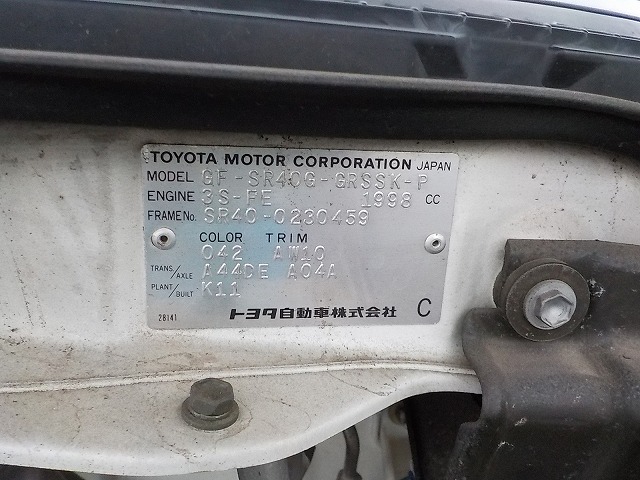 TOYOTA MOTOR CORPORATION JAPAN
MODEL GF-SR40G-GRSSK-P
ENGINE 3S-FE 1998 CC
FRAME No. SR40-0230459
COLOR TRIM
042 AW10
TRANS/AXLE A44DE A04A
PLANT/BUILT K11
28141 トヨタ自動車株式会社 C